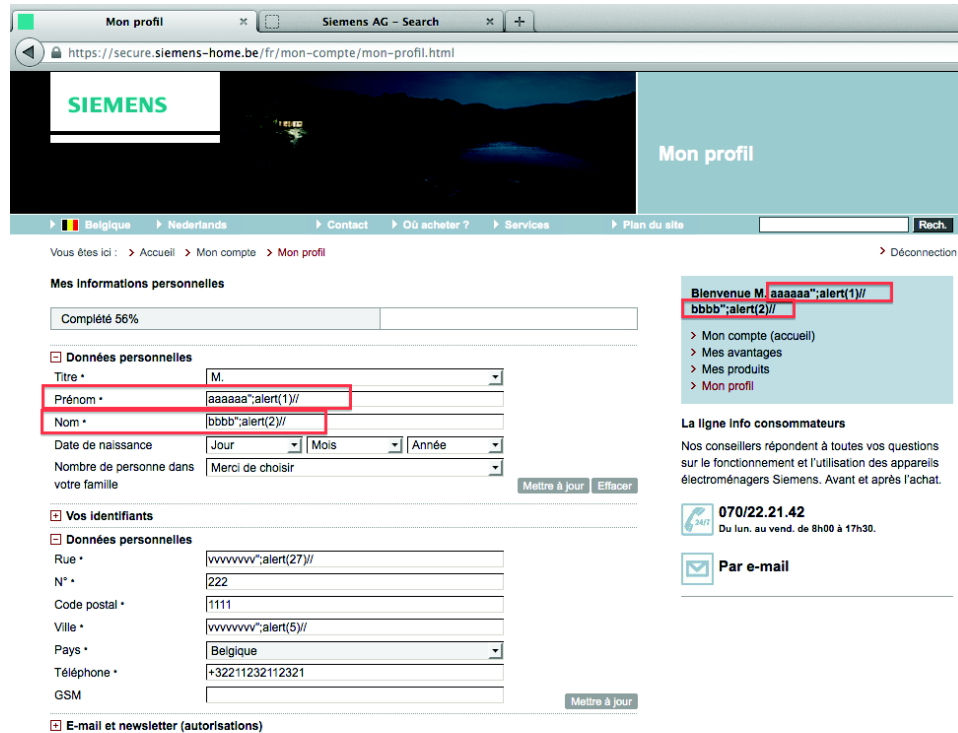 Mon profil × Siemens AG – Search × +
https://secure.siemens-home.be/fr/mon-compte/mon-profil.html
SIEMENS
Mon profil
Belgique Nederlands Contact Où acheter ? Services Plan du site Rech.
Vous êtes ici : > Accueil > Mon compte > Mon profil > Déconnection
Mes informations personnelles
Complété 56%
Données personnelles
Titre • M.
Prénom • aaaaaa";alert(1)//
Nom • bbbb";alert(2)//
Date de naissance Jour Mois Année
Nombre de personne dans Merci de choisir
votre famille
Mettre à jour Effacer
Vos identifiants
Données personnelles
Rue • vvvvvvvv";alert(27)//
N° • 222
Code postal • 1111
Ville • vvvvvvvv";alert(5)//
Pays • Belgique
Téléphone • +32211232112321
GSM
Mettre à jour
E-mail et newsletter (autorisations)
Bienvenue M. aaaaaa";alert(1)//
bbbb";alert(2)//
> Mon compte (accueil)
> Mes avantages
> Mes produits
> Mon profil
La ligne info consommateurs
Nos conseillers répondent à toutes vos questions
sur le fonctionnement et l'utilisation des appareils
électroménagers Siemens. Avant et après l'achat.
24/7 070/22.21.42
Du lun. au vend. de 8h00 à 17h30.
Par e-mail